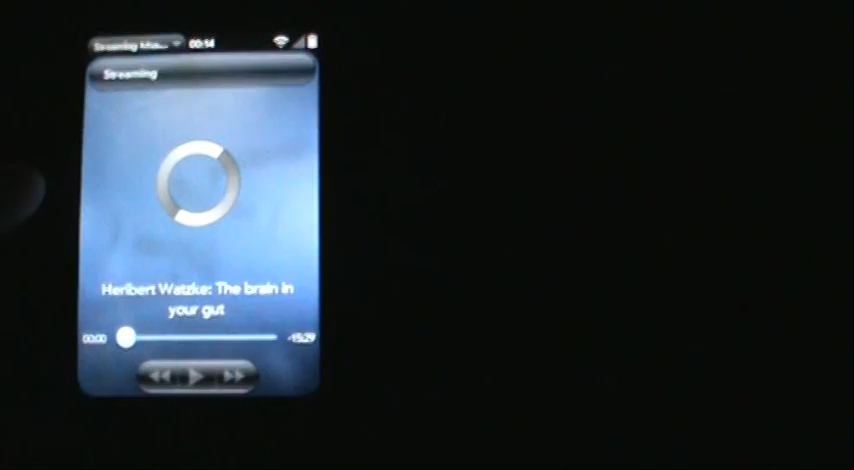 Streaming Mus...
00:14
Streaming
Heribert Watzke: The brain in
your gut
00:00
-15:29